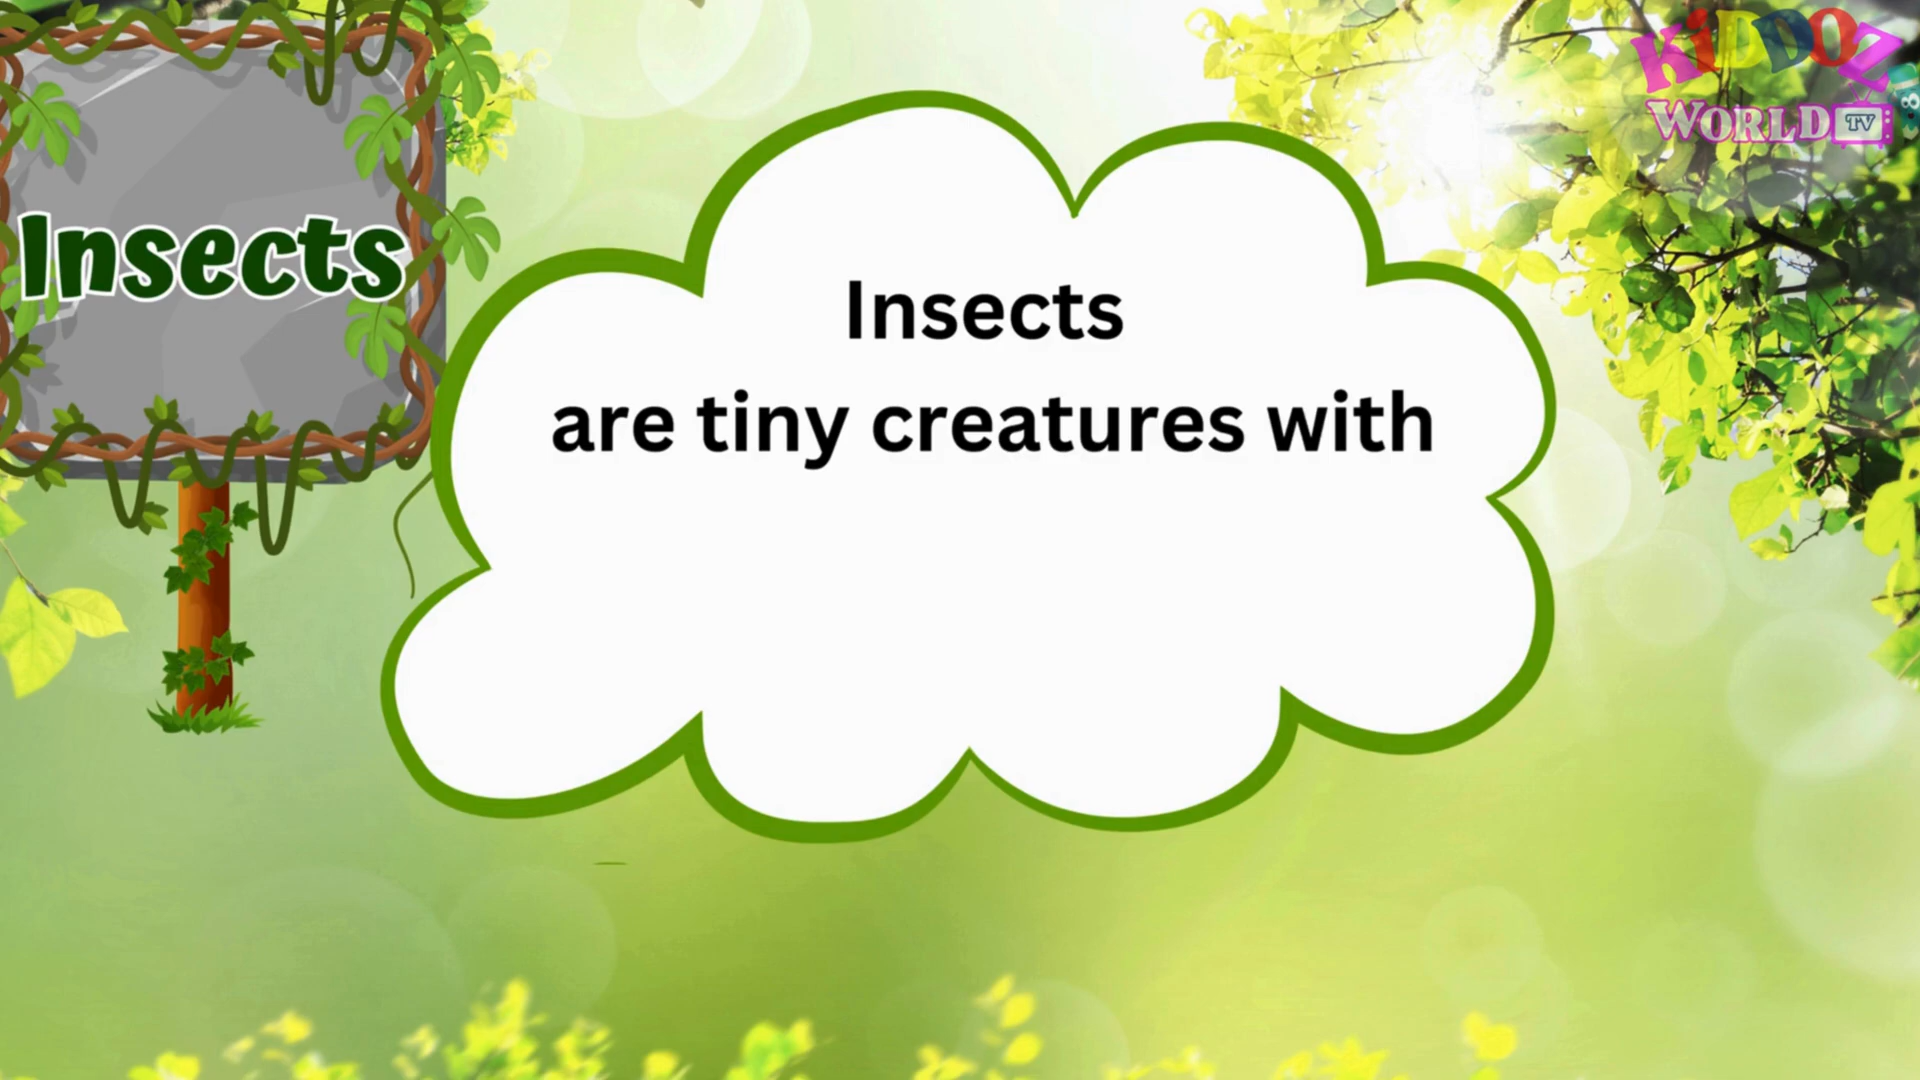 Insects
Insects
are tiny creatures with
KiDDOZ
WORLD TV